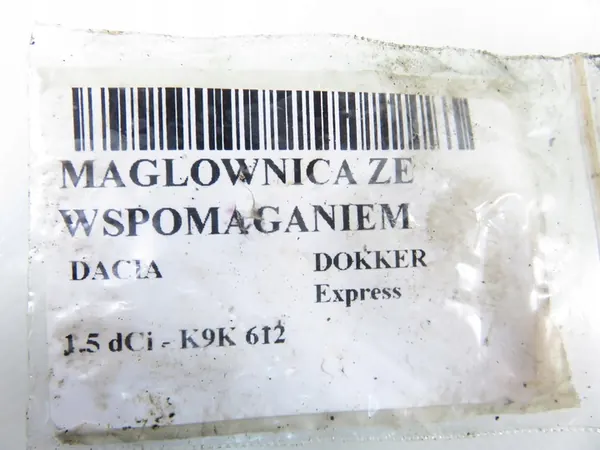 MAGLOWNICA ZE
WSPOMAGANIEM
DACIA DOKKER
Express
1.5 dCi - K9K 612